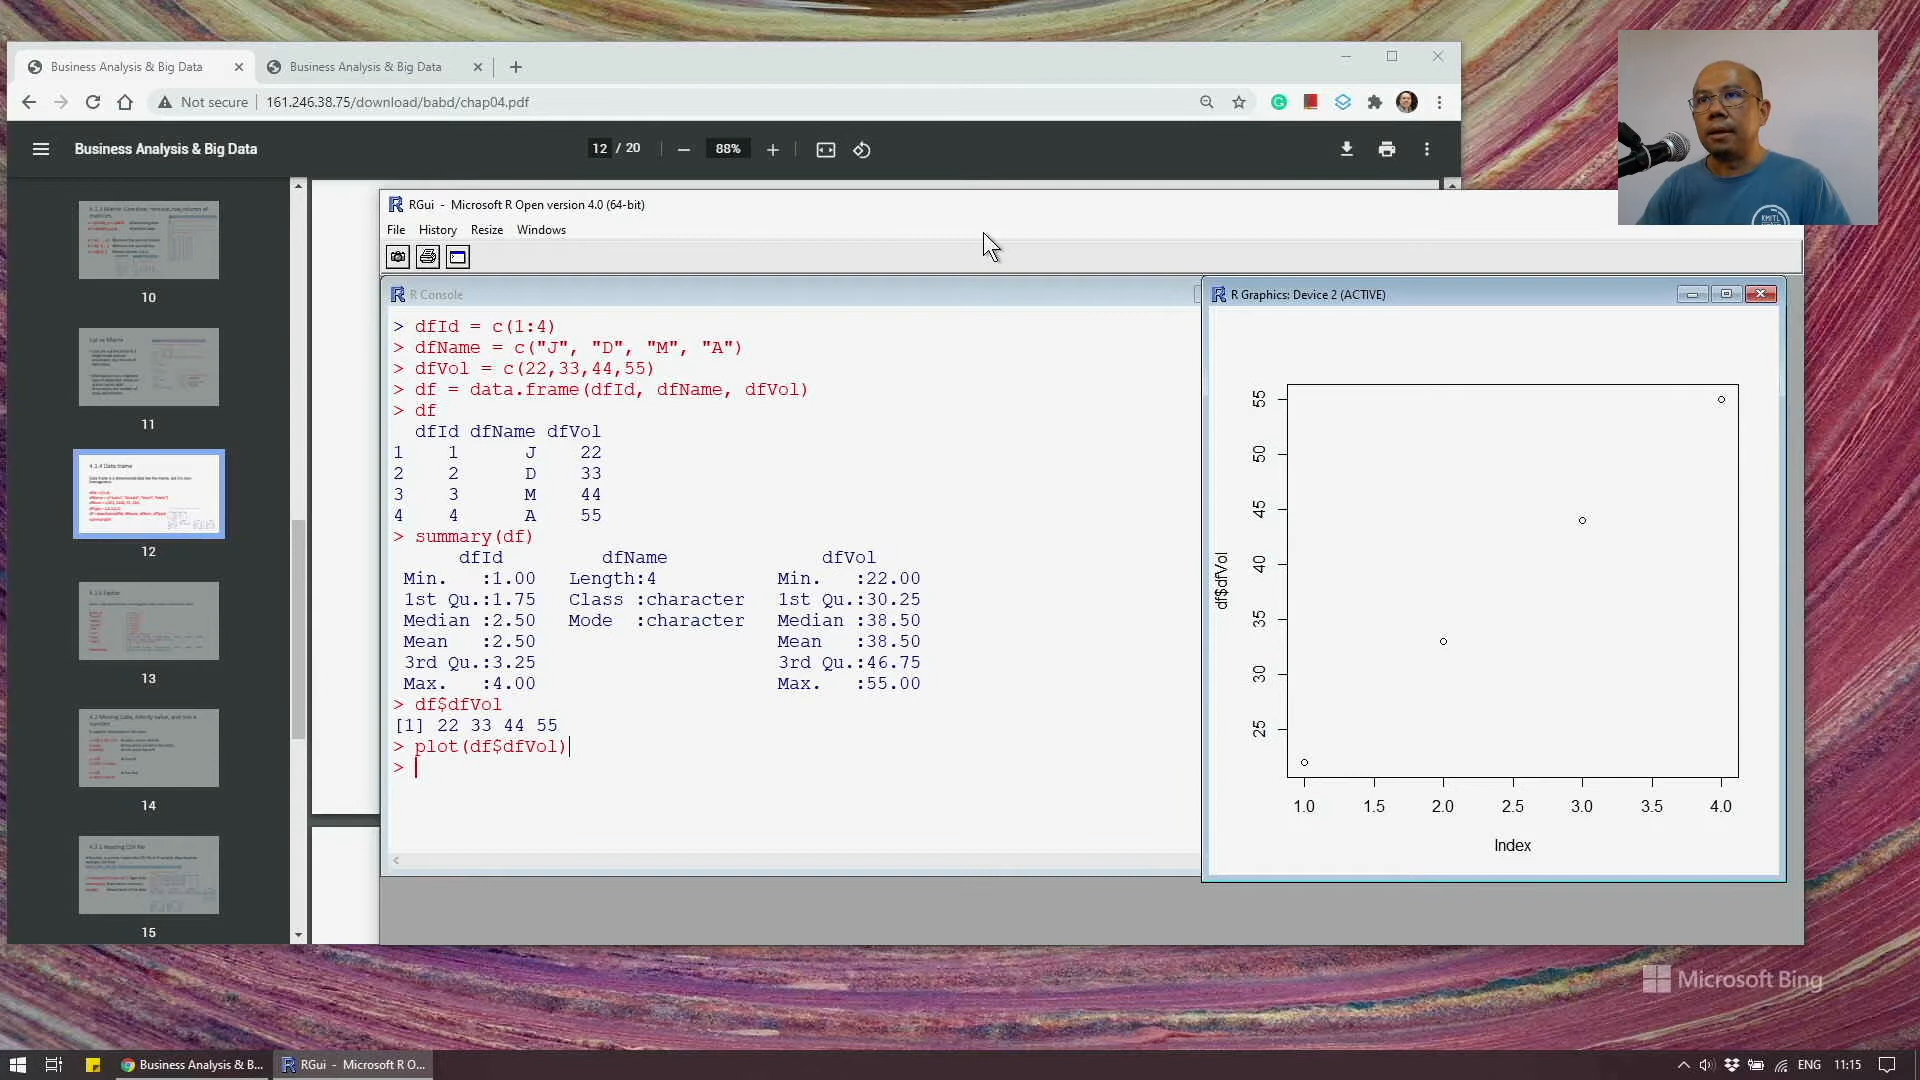 Business Analysis & Big Data
Business Analysis & Big Data
Not secure
161.246.38.75/download/babd/chap04.pdf
Business Analysis & Big Data
12 / 20
88%
10
11
4.1.4 Data frame
12
13
14
15
RGui - Microsoft R Open version 4.0 (64-bit)
File History Resize Windows
R Console
> dfId = c(1:4)
> dfName = c("J", "D", "M", "A")
> dfVol = c(22,33,44,55)
> df = data.frame(dfId, dfName, dfVol)
> df
dfId dfName dfVol
1 1 J 22
2 2 D 33
3 3 M 44
4 4 A 55
> summary(df)
dfId dfName dfVol
Min. :1.00 Length:4 Min. :22.00
1st Qu.:1.75 Class :character 1st Qu.:30.25
Median :2.50 Mode :character Median :38.50
Mean :2.50 Mean :38.50
3rd Qu.:3.25 3rd Qu.:46.75
Max. :4.00 Max. :55.00
> df$dfVol
[1] 22 33 44 55
> plot(df$dfVol)
>
R Graphics: Device 2 (ACTIVE)
55
50
45
40
35
30
25
df$dfVol
1.0 1.5 2.0 2.5 3.0 3.5 4.0
Index
KMITL
Microsoft Bing
Business Analysis & B...
RGui - Microsoft R O...
ENG
11:15